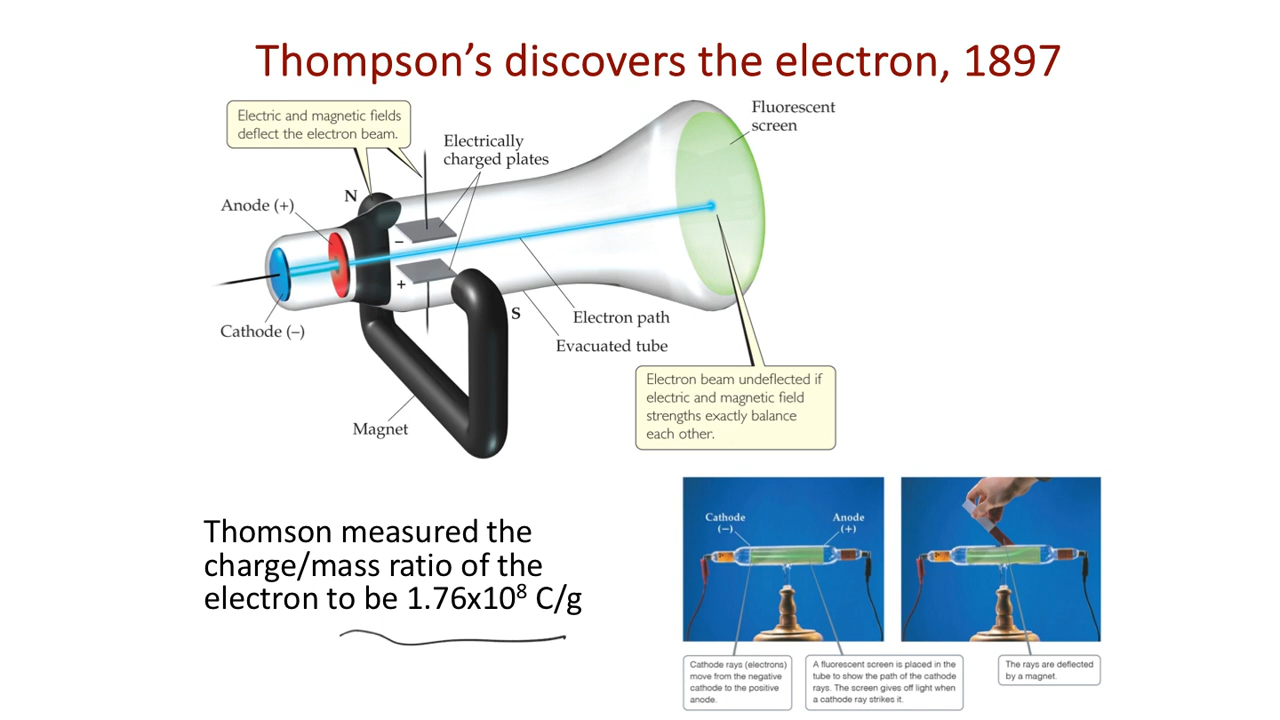 Thompson’s discovers the electron, 1897
Electric and magnetic fields
deflect the electron beam.
Electrically
charged plates
Fluorescent
screen
N
Anode (+)
−
+
Cathode (−)
S
Electron path
Evacuated tube
Magnet
Electron beam undeflected if
electric and magnetic field
strengths exactly balance
each other.
Thomson measured the
charge/mass ratio of the
electron to be 1.76x10⁸ C/g
Cathode
(−)
Anode
(+)
Cathode rays (electrons)
move from the negative
cathode to the positive
anode.
A fluorescent screen is placed in the
tube to show the path of the cathode
rays. The screen gives off light when
a cathode ray strikes it.
The rays are deflected
by a magnet.